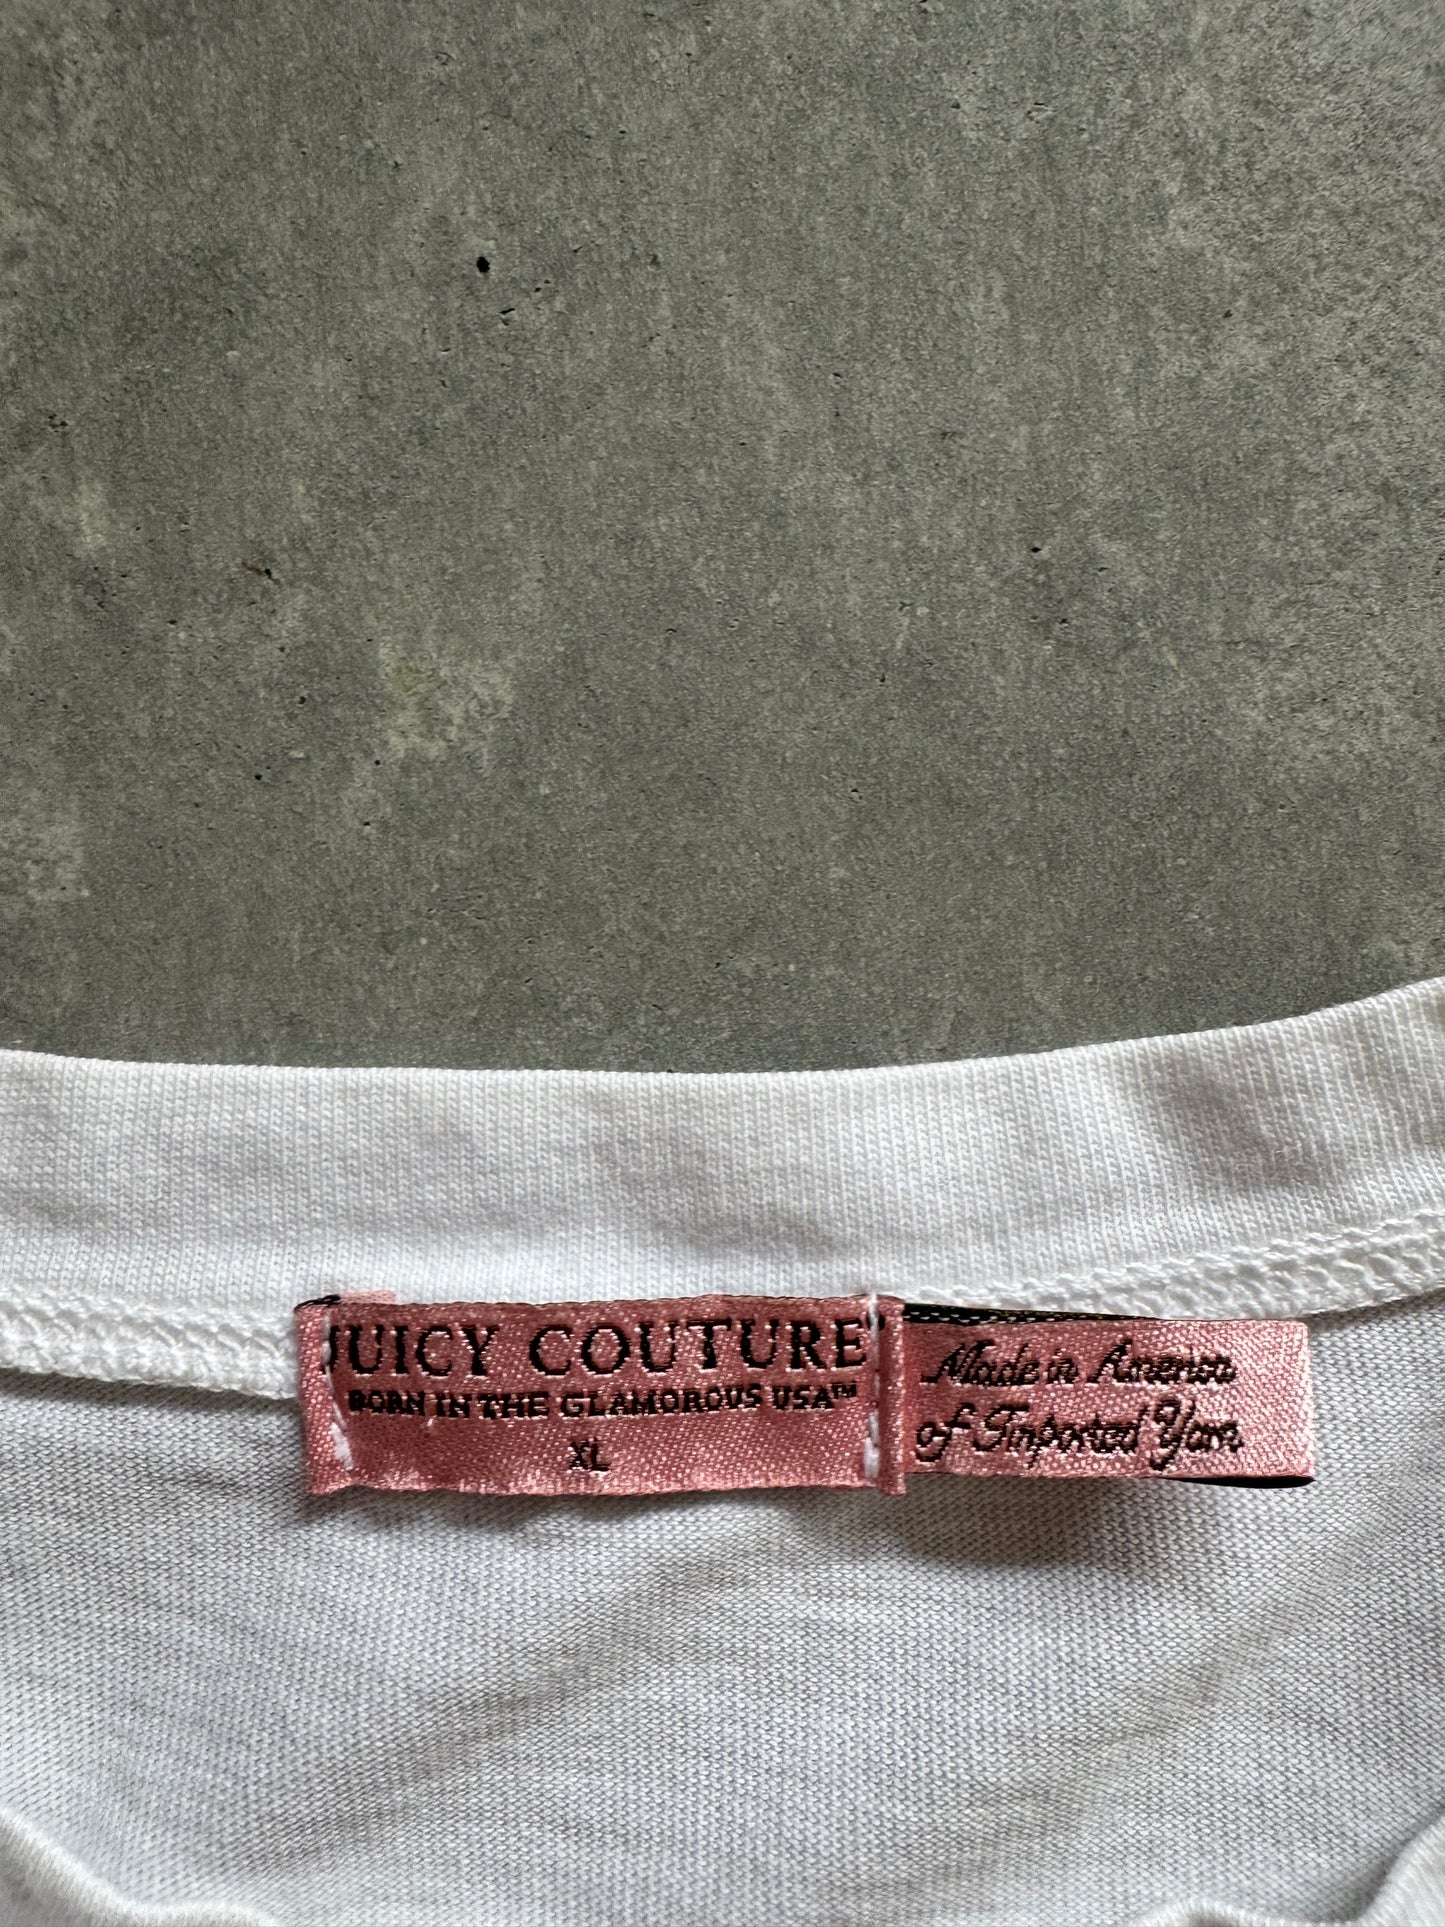 JUICY COUTURE
BORN IN THE GLAMOROUS USA™
XL
Made in America
of Imported Yarn